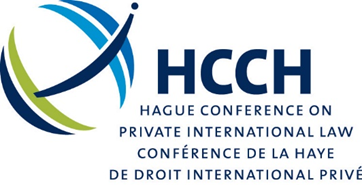 HCCH
HAGUE CONFERENCE ON
PRIVATE INTERNATIONAL LAW
CONFÉRENCE DE LA HAYE
DE DROIT INTERNATIONAL PRIVÉ